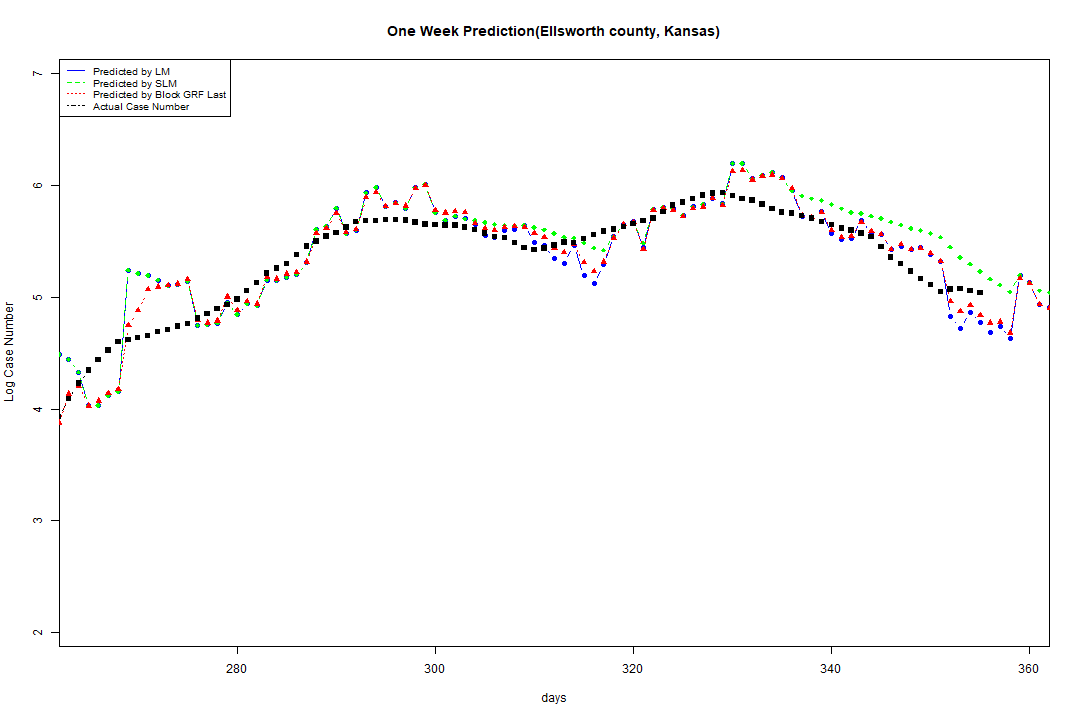 One Week Prediction(Ellsworth county, Kansas)
Predicted by LM
Predicted by SLM
Predicted by Block GRF Last
Actual Case Number
7
6
5
4
3
2
Log Case Number
280 300 320 340 360
days